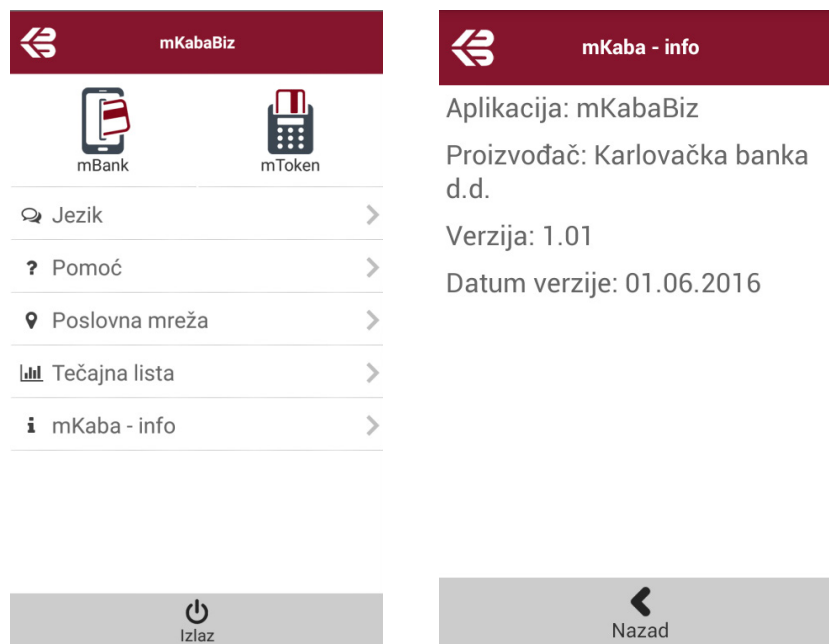 mKabaBiz
mBank
mToken
Jezik
Pomoć
Poslovna mreža
Tečajna lista
mKaba - info
Izlaz
mKaba - info
Aplikacija: mKabaBiz
Proizvođač: Karlovačka banka
d.d.
Verzija: 1.01
Datum verzije: 01.06.2016
Nazad